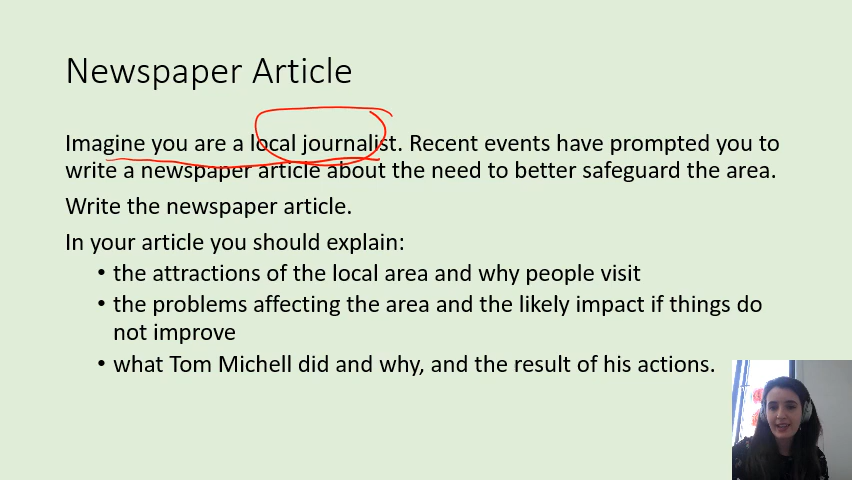 Newspaper Article
Imagine you are a local journalist. Recent events have prompted you to
write a newspaper article about the need to better safeguard the area.
Write the newspaper article.
In your article you should explain:
• the attractions of the local area and why people visit
• the problems affecting the area and the likely impact if things do
not improve
• what Tom Michell did and why, and the result of his actions.